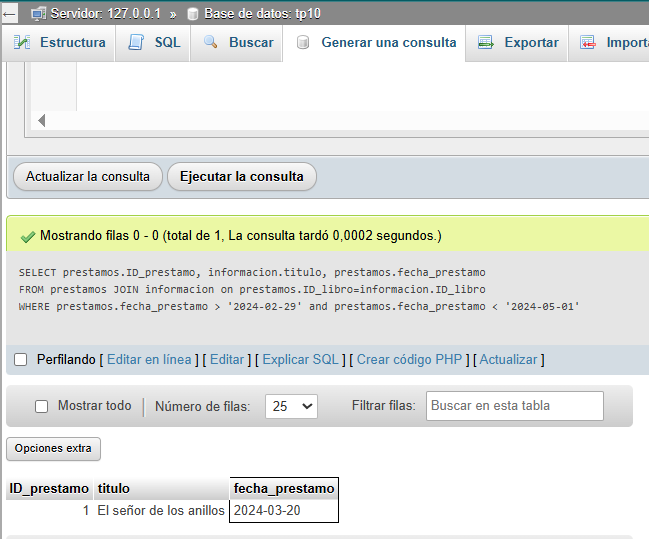 Servidor: 127.0.0.1 » Base de datos: tp10
Estructura SQL Buscar Generar una consulta Exportar Importa
Actualizar la consulta Ejecutar la consulta
Mostrando filas 0 - 0 (total de 1, La consulta tardó 0,0002 segundos.)
SELECT prestamos.ID_prestamo, informacion.titulo, prestamos.fecha_prestamo
FROM prestamos JOIN informacion on prestamos.ID_libro=informacion.ID_libro
WHERE prestamos.fecha_prestamo > '2024-02-29' and prestamos.fecha_prestamo < '2024-05-01'
Perfilando [ Editar en línea ] [ Editar ] [ Explicar SQL ] [ Crear código PHP ] [ Actualizar ]
Mostrar todo Número de filas: 25 Filtrar filas: Buscar en esta tabla
Opciones extra
ID_prestamo titulo fecha_prestamo
1 El señor de los anillos 2024-03-20